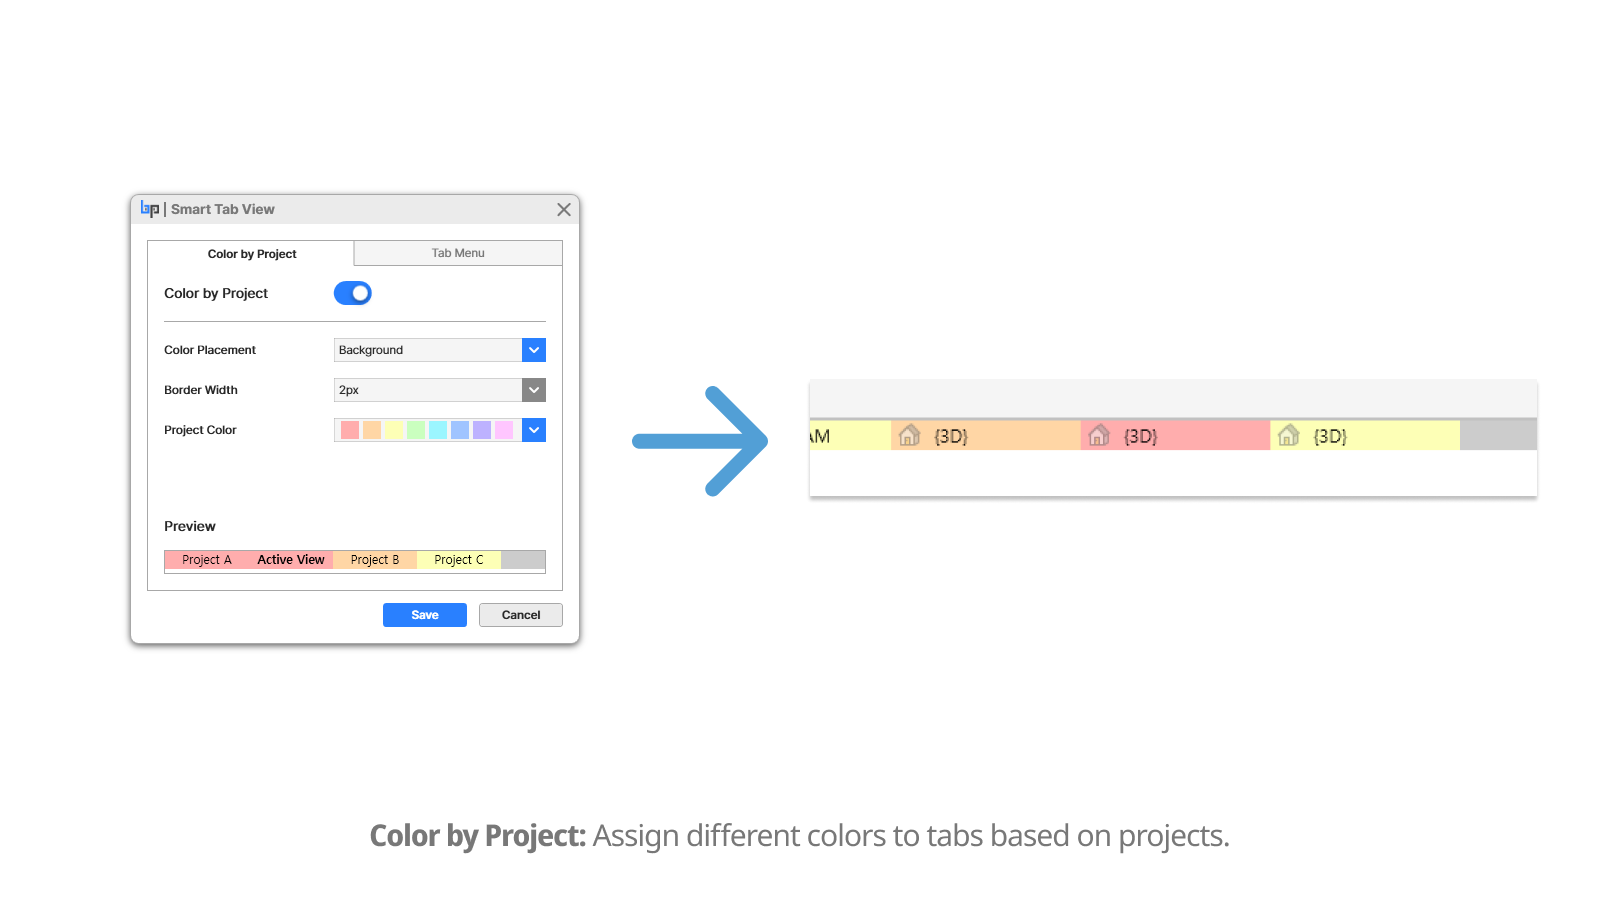 bp | Smart Tab View
Color by Project
Tab Menu
Color by Project
Color Placement
Background
Border Width
2px
Project Color
Preview
Project A
Active View
Project B
Project C
Save
Cancel
AM
{3D}
{3D}
{3D}
Color by Project: Assign different colors to tabs based on projects.